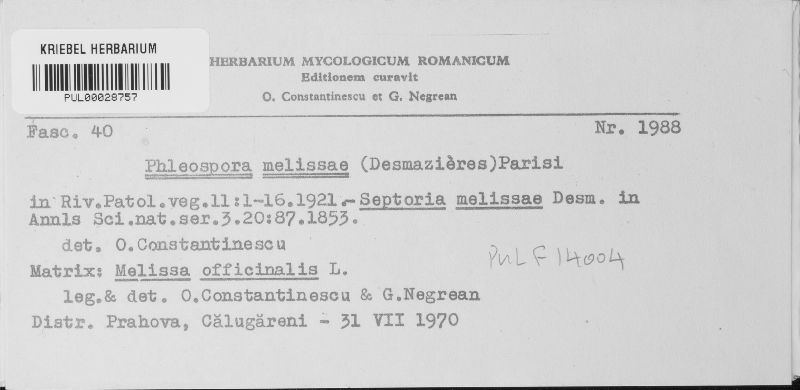 KRIEBEL HERBARIUM
PUL00028757
HERBARIUM MYCOLOGICUM ROMANICUM
Editionem curavit
O. Constantinescu et G. Negrean
Fasc. 40
Nr. 1988
Phleospora melissae (Desmazières)Parisi
in Riv.Patol.veg.11:1-16.1921.- Septoria melissae Desm. in
Annls Sci.nat.ser.3.20:87.1853.
det. O.Constantinescu
PULF14004
Matrix: Melissa officinalis L.
leg.& det. O.Constantinescu & G.Negrean
Distr. Prahova, Călugăreni - 31 VII 1970